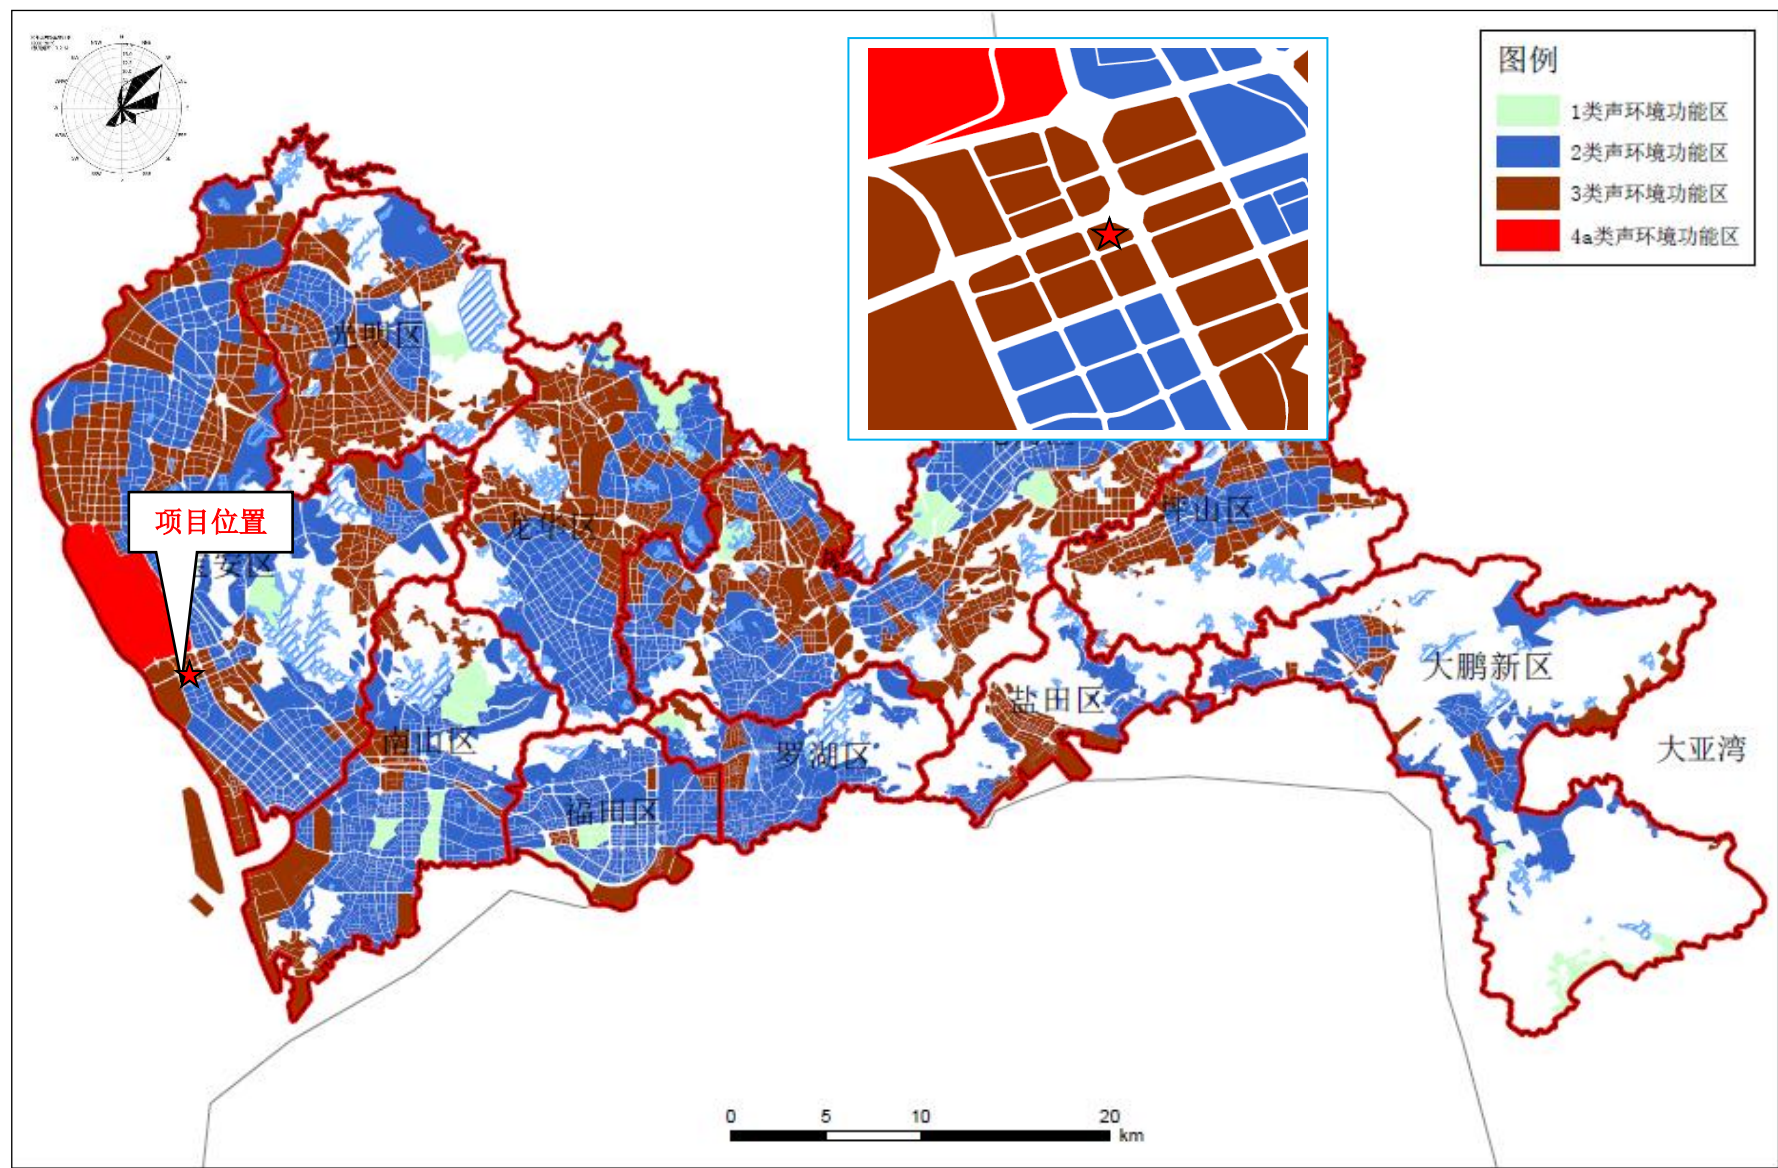 图例
1类声环境功能区
2类声环境功能区
3类声环境功能区
4a类声环境功能区
光明区
项目位置
宝安区
龙华区
坪山区
大鹏新区
盐田区
大亚湾
南山区
罗湖区
福田区
0 5 10 20
km